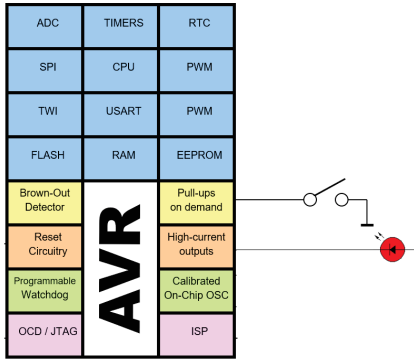 ADC TIMERS RTC
SPI CPU PWM
TWI USART PWM
FLASH RAM EEPROM
Brown-Out
Detector
Pull-ups
on demand
Reset
Circuitry
AVR
High-current
outputs
Programmable
Watchdog
Calibrated
On-Chip OSC
OCD / JTAG
ISP